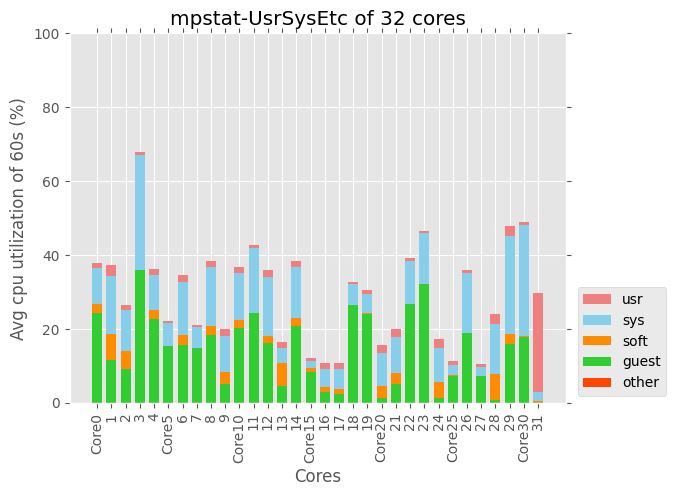 mpstat-UsrSysEtc of 32 cores
Avg cpu utilization of 60s (%)
100
80
60
40
20
0
usr
sys
soft
guest
other
Core0
1
2
3
4
Core5
6
7
8
9
Core10
11
12
13
14
Core15
16
17
18
19
Core20
21
22
23
24
Core25
26
27
28
29
Core30
31
Cores